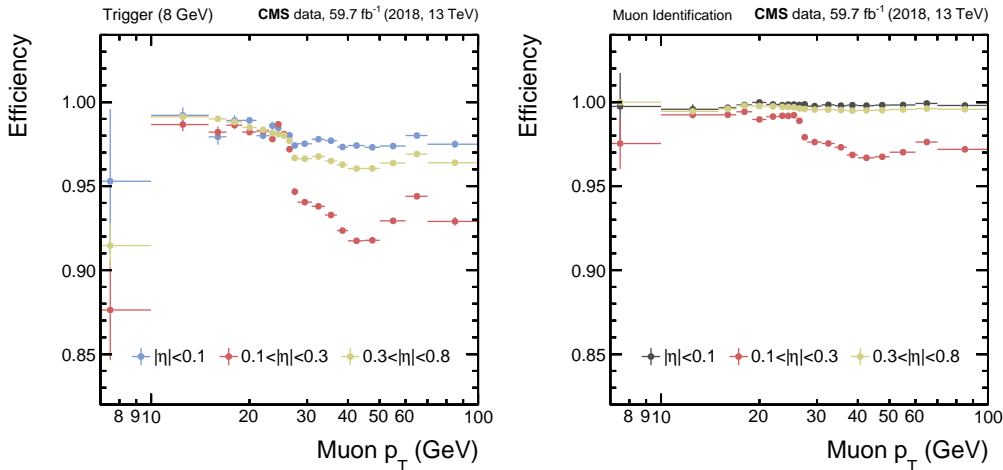 Trigger (8 GeV) CMS data, 59.7 fb⁻¹ (2018, 13 TeV)
Efficiency
1.00
0.95
0.90
0.85
|η|<0.1 0.1<|η|<0.3 0.3<|η|<0.8
8 9 10 20 30 40 50 60 100
Muon p_T (GeV)
Muon Identification CMS data, 59.7 fb⁻¹ (2018, 13 TeV)
Efficiency
1.00
0.95
0.90
0.85
|η|<0.1 0.1<|η|<0.3 0.3<|η|<0.8
8 9 10 20 30 40 50 60 100
Muon p_T (GeV)